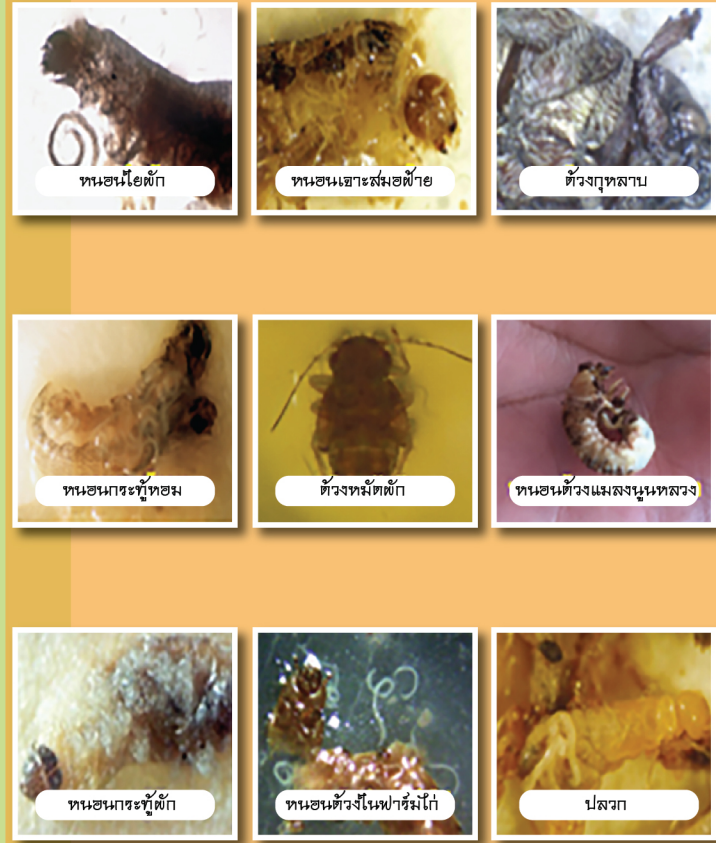 หนอนใยผัก
หนอนเจาะสมอฝ้าย
ด้วงกุหลาบ
หนอนกระทู้หอม
ด้วงหมัดผัก
หนอนด้วงแมลงนูนหลวง
หนอนกระทู้ผัก
หนอนด้วงในฟาร์มไก่
ปลวก